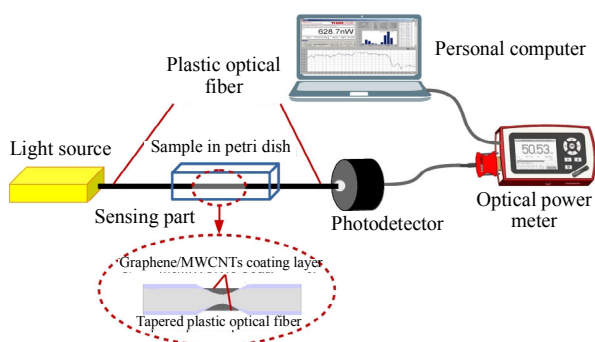 628.7nW
Personal computer
Plastic optical
fiber
Light source
Sample in petri dish
50.53
Sensing part
Photodetector
Optical power
meter
Graphene/MWCNTs coating layer
Tapered plastic optical fiber